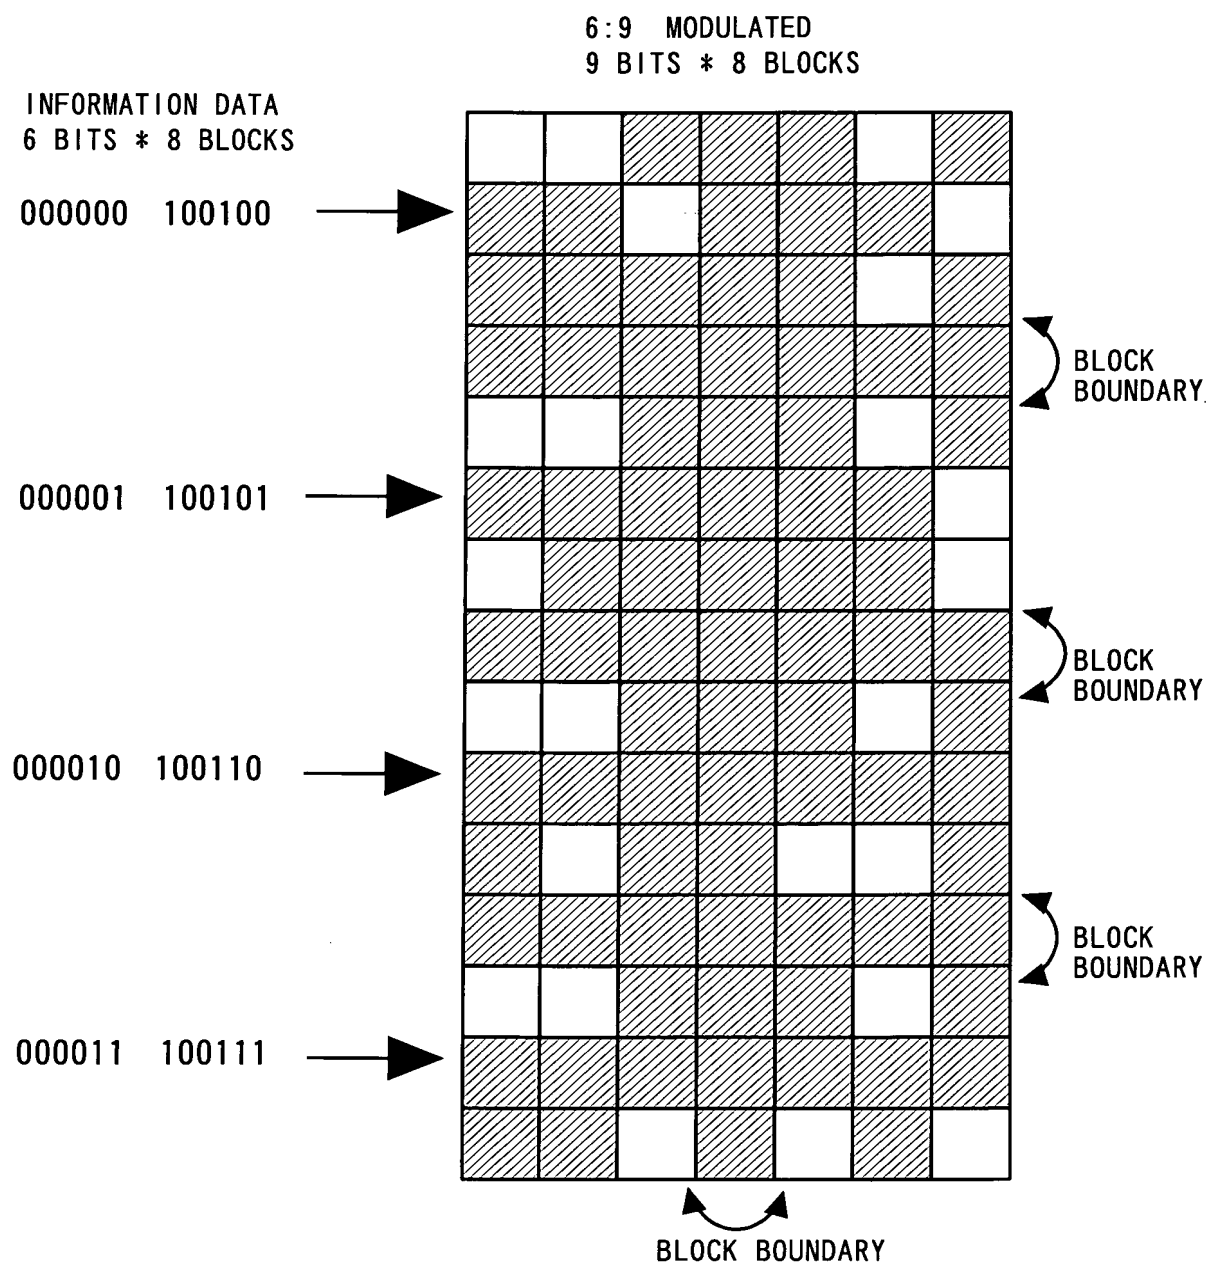 6:9 MODULATED
9 BITS * 8 BLOCKS
INFORMATION DATA
6 BITS * 8 BLOCKS
000000 100100
BLOCK
BOUNDARY
000001 100101
BLOCK
BOUNDARY
000010 100110
BLOCK
BOUNDARY
000011 100111
BLOCK BOUNDARY